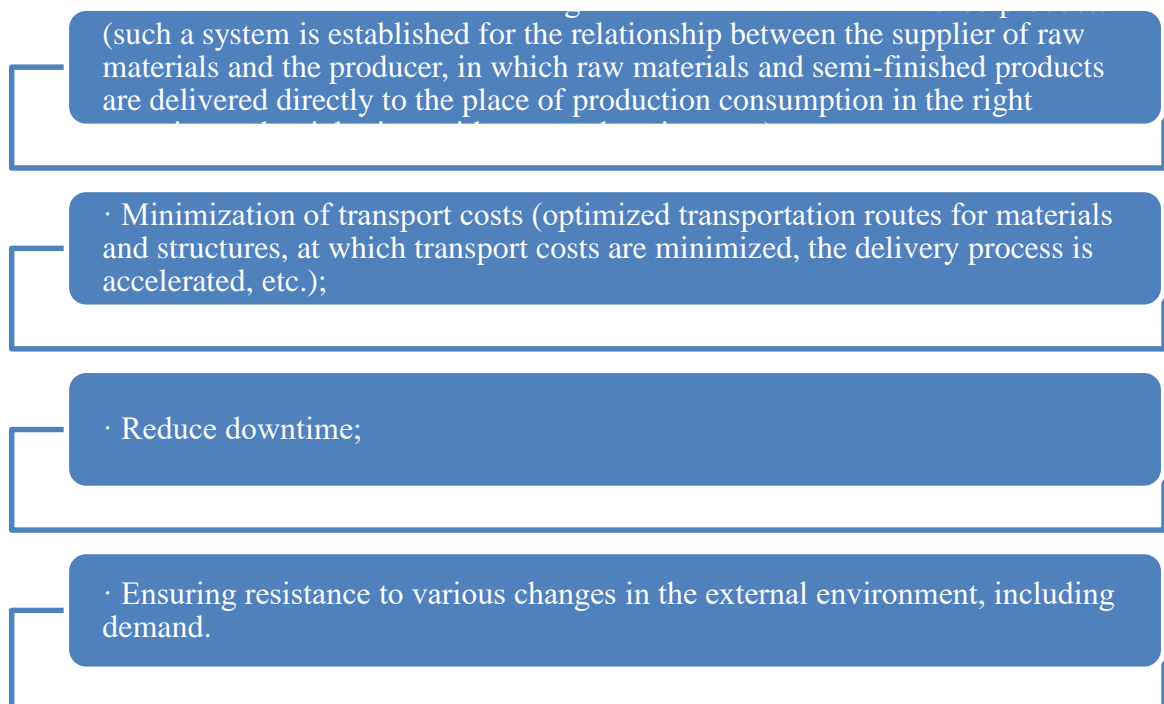 (such a system is established for the relationship between the supplier of raw
materials and the producer, in which raw materials and semi-finished products
are delivered directly to the place of production consumption in the right
· Minimization of transport costs (optimized transportation routes for materials
and structures, at which transport costs are minimized, the delivery process is
accelerated, etc.);
· Reduce downtime;
· Ensuring resistance to various changes in the external environment, including
demand.